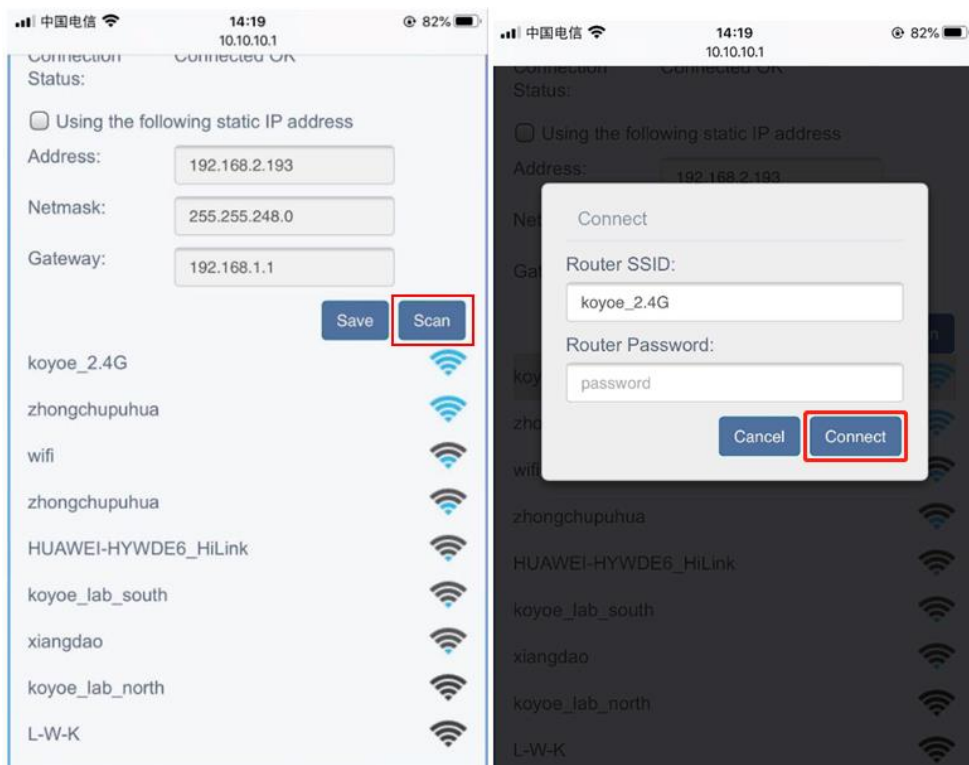 中国电信 14:19 82%
10.10.10.1
Connection Connected OK
Status:
Using the following static IP address
Address: 192.168.2.193
Netmask: 255.255.248.0
Gateway: 192.168.1.1
Save Scan
koyoe_2.4G
zhongchupuhua
wifi
zhongchupuhua
HUAWEI-HYWDE6_HiLink
koyoe_lab_south
xiangdao
koyoe_lab_north
L-W-K
中国电信 14:19 82%
10.10.10.1
Connection Connected OK
Status:
Using the following static IP address
Address: 192.168.2.193
Connect
Router SSID:
koyoe_2.4G
Router Password:
password
Cancel Connect
wifi
zhongchupuhua
HUAWEI-HYWDE6_HiLink
koyoe_lab_south
xiangdao
koyoe_lab_north
L-W-K